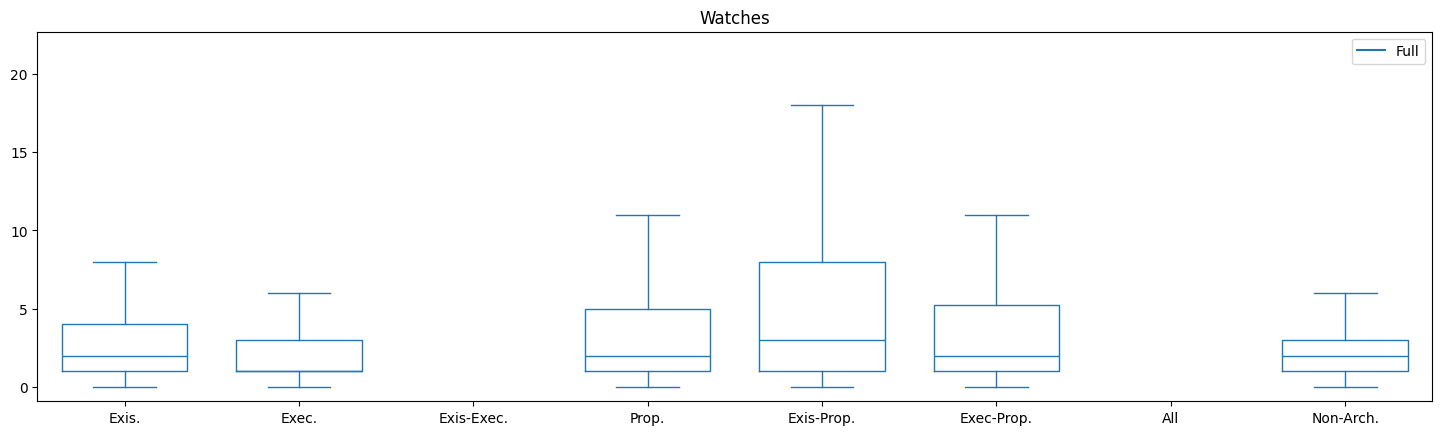 Watches
Full
20
15
10
5
0
Exis. Exec. Exis-Exec. Prop. Exis-Prop. Exec-Prop. All Non-Arch.